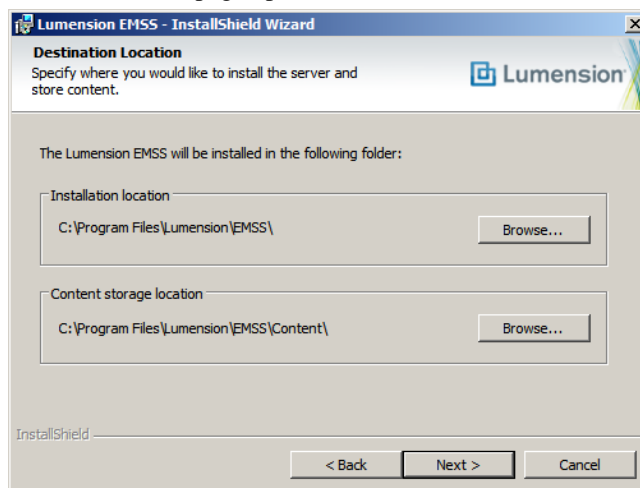 Lumension EMSS - InstallShield Wizard
Destination Location
Specify where you would like to install the server and
store content.
Lumension
The Lumension EMSS will be installed in the following folder:
Installation location
C:\Program Files\Lumension\EMSS\
Browse...
Content storage location
C:\Program Files\Lumension\EMSS\Content\
Browse...
InstallShield
< Back
Next >
Cancel